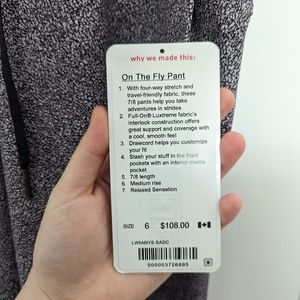 why we made this:
On The Fly Pant
1. With four-way stretch and
travel-friendly fabric, these
7/8 pants help you take
adventures in strides
2. Full-On® Luxtreme fabric's
interlock construction offers
great support and coverage with
a cool, smooth feel
3. Drawcord helps you customize
your fit
4. Stash your stuff in the front
pockets with an interior media
pocket
5. 7/8 length
6. Medium rise
7. Relaxed Sensation
SIZE 6 $108.00
LW5AMYS SADC
000003726895